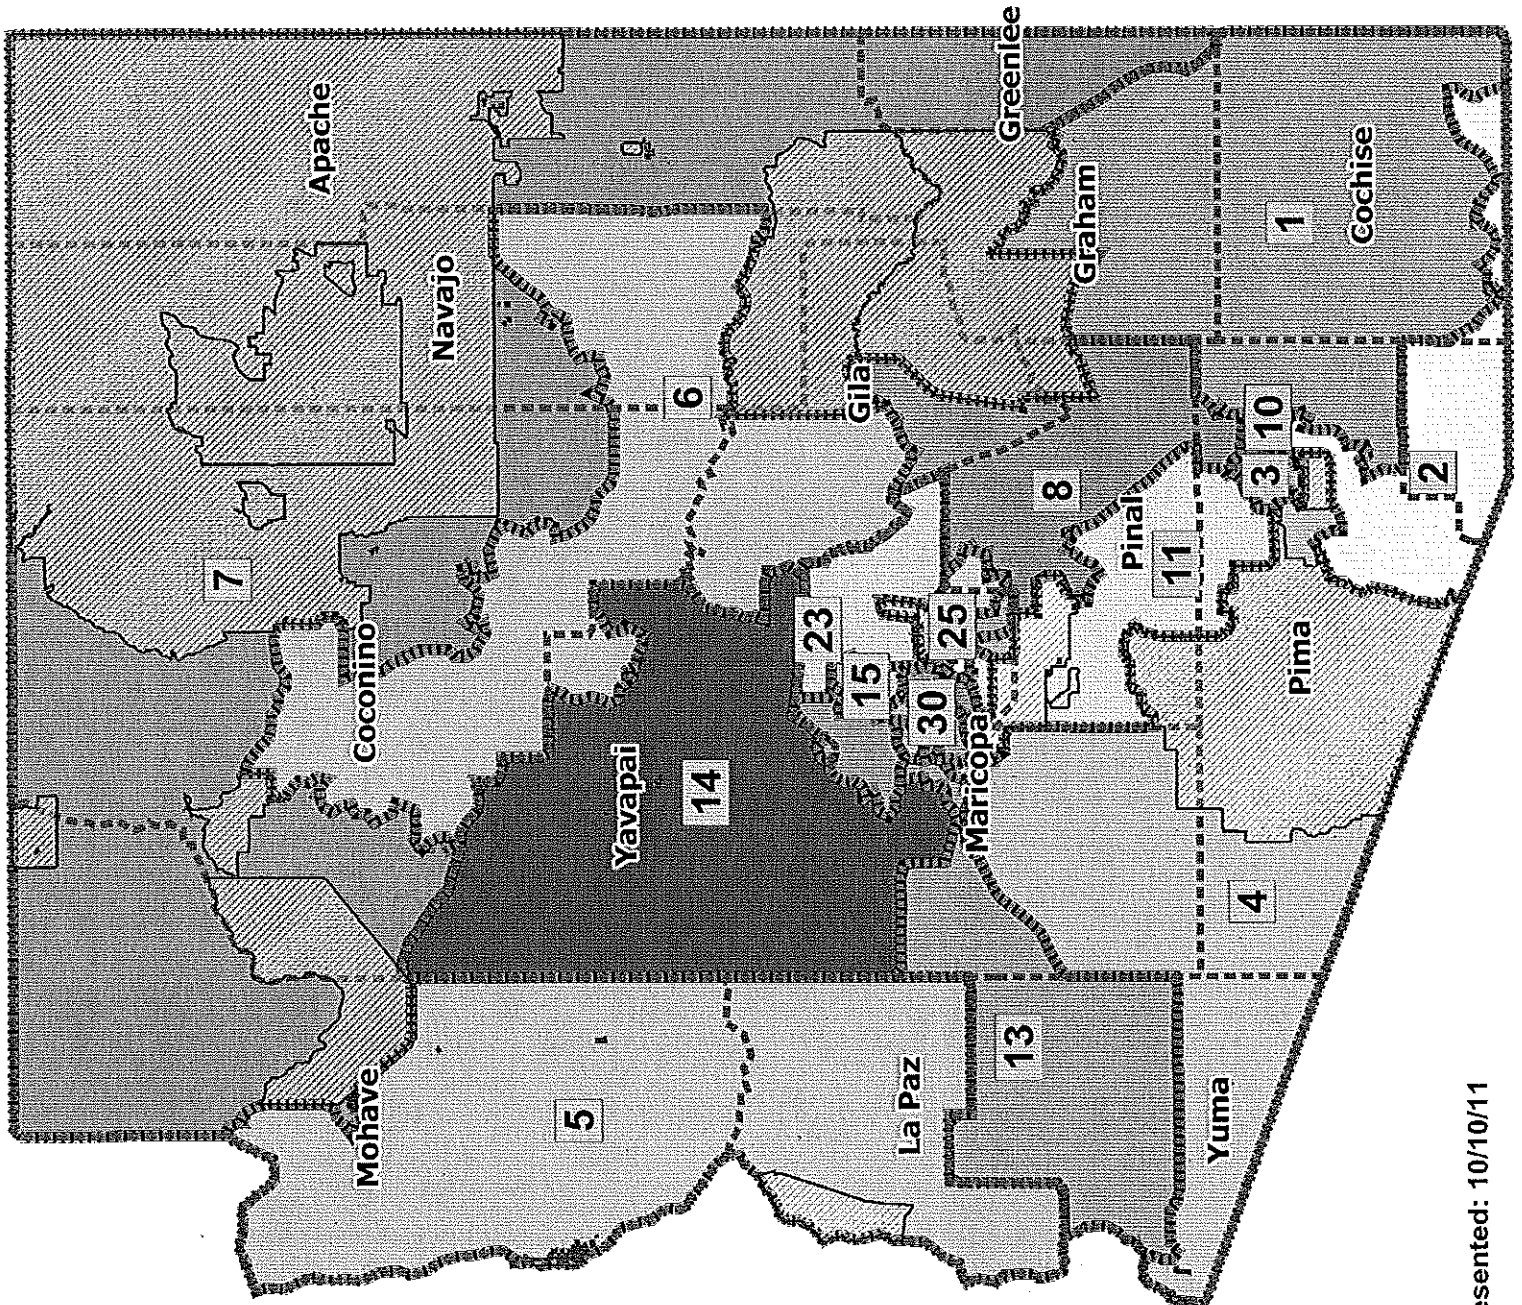 Greenlee
Apache
Graham
Cochise
1
Navajo
6
Gila
10
3
2
8
7
Pinal
11
Coconino
23
25
15
30
Pima
Maricopa
Yavapai
14
4
Mohave
5
La Paz
13
Yuma
esented: 10/10/11